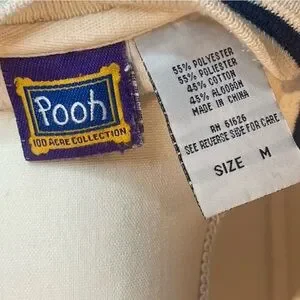 Pooh
100 ACRE COLLECTION
55% POLYESTER
55% POLIESTER
45% COTTON
45% ALGODON
MADE IN CHINA
RN 61626
SEE REVERSE SIDE FOR CARE
SIZE M